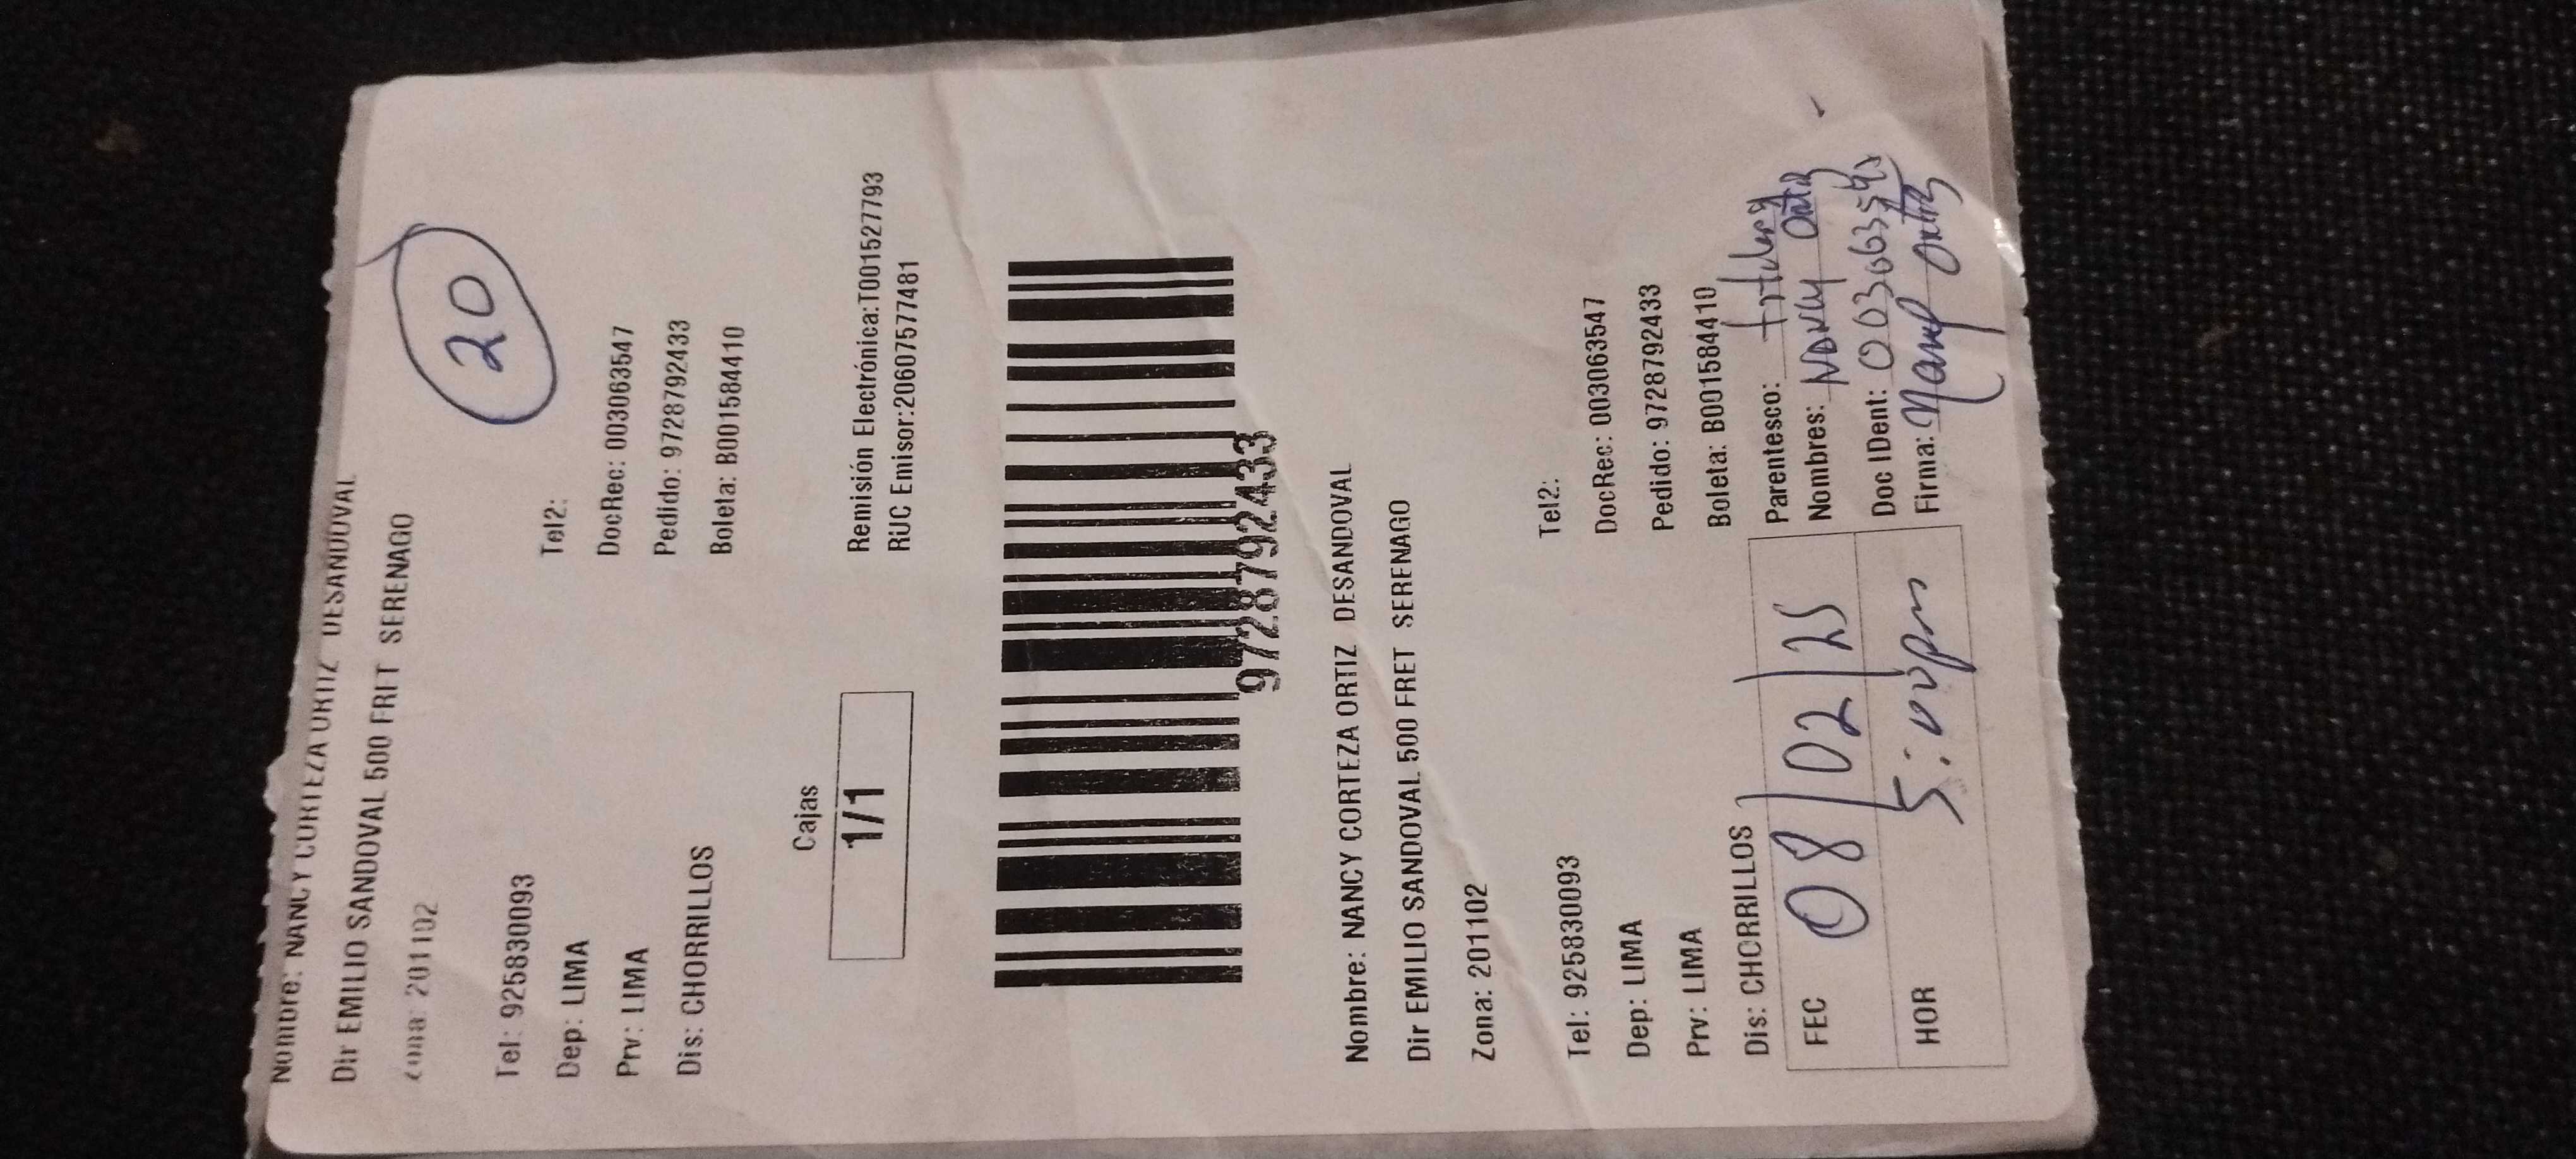 Nombre: NANCY CORTEZA ORTIZ DESANDOVAL
Dir EMILIO SANDOVAL 500 FRET SERENAGO
Zona: 201102
20
Tel: 925830093 Tel2:
Dep: LIMA DocRec: 003063547
Prv: LIMA Pedido: 9728792433
Dis: CHORRILLOS Boleta: B001584410
Cajas
1/1
Remisión Electrónica:T001527793
RUC Emisor:20607577481
9728792433
Nombre: NANCY CORTEZA ORTIZ DESANDOVAL
Dir EMILIO SANDOVAL 500 FRET SERENAGO
Zona: 201102
Tel: 925830093 Tel2:
Dep: LIMA DocRec: 003063547
Prv: LIMA Pedido: 9728792433
Dis: CHORRILLOS Boleta: B001584410
FEC 08/02/25 Parentesco:
Nombres: Nancy Ortiz
HOR Doc IDent:
Firma: